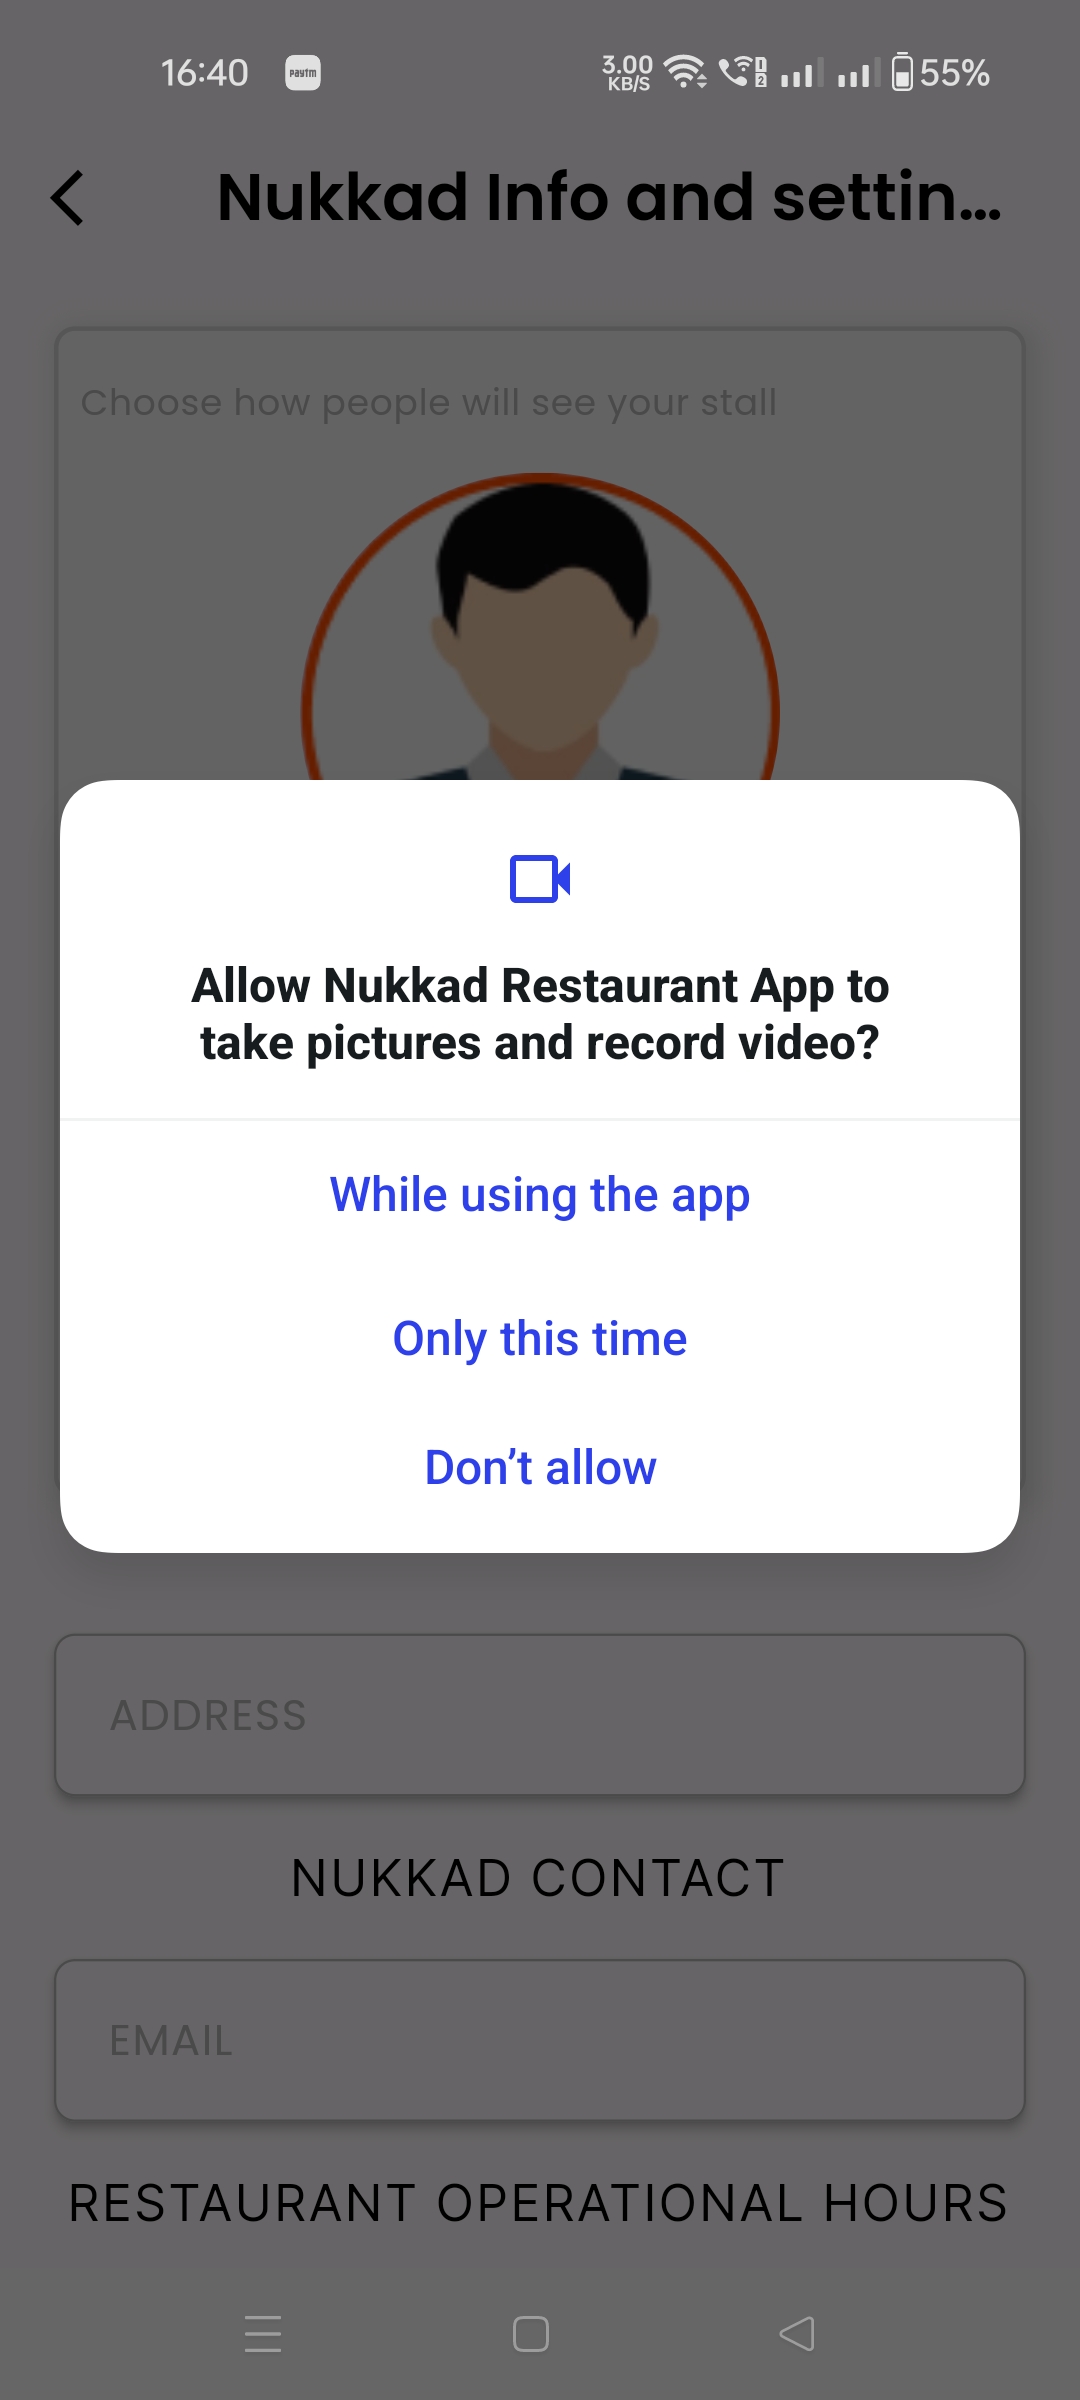 16:40
paytm
3.00
KB/S
1
2
55%
Nukkad Info and settin...
Choose how people will see your stall
Allow Nukkad Restaurant App to
take pictures and record video?
While using the app
Only this time
Don’t allow
ADDRESS
NUKKAD CONTACT
EMAIL
RESTAURANT OPERATIONAL HOURS